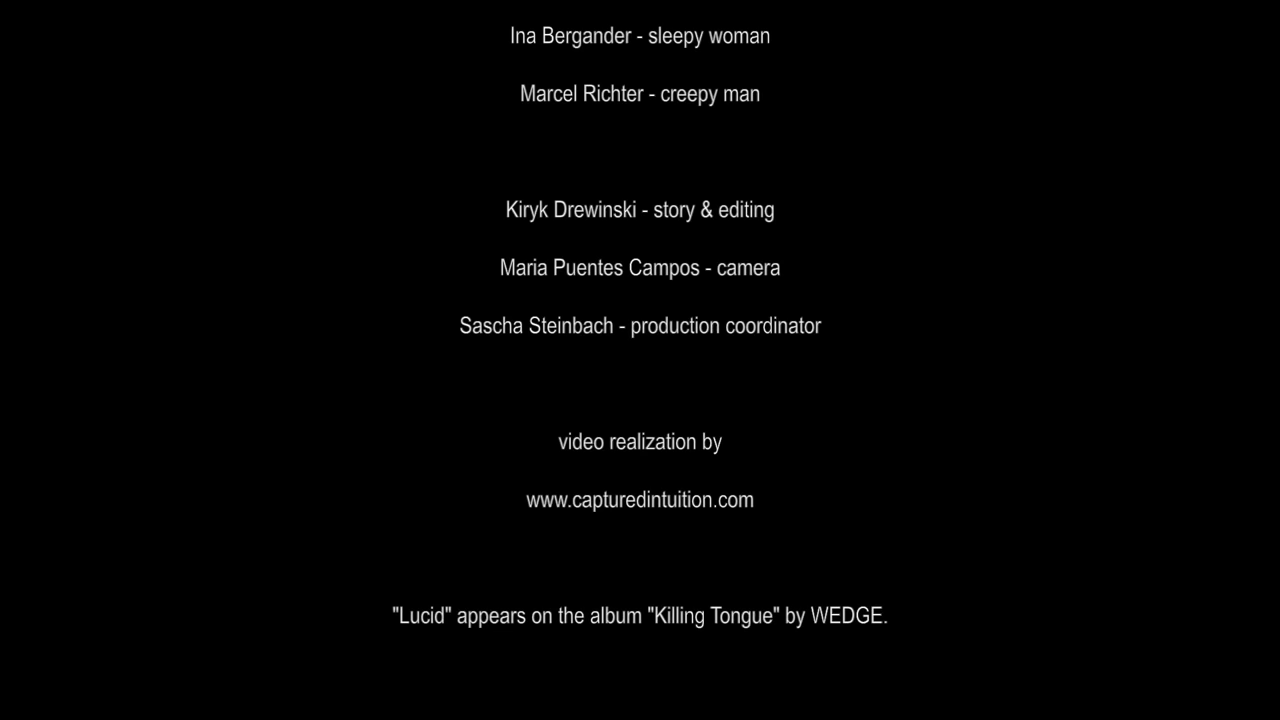 Ina Bergander - sleepy woman
Marcel Richter - creepy man
Kiryk Drewinski - story & editing
Maria Puentes Campos - camera
Sascha Steinbach - production coordinator
video realization by
www.capturedintuition.com
"Lucid" appears on the album "Killing Tongue" by WEDGE.